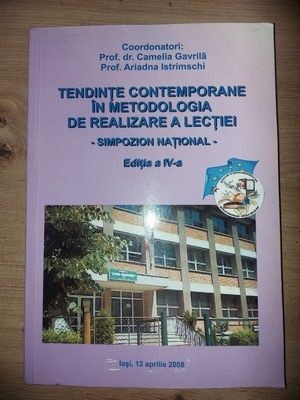 Coordonatori:
Prof. dr. Camelia Gavrilă
Prof. Ariadna Istrimschi
TENDINȚE CONTEMPORANE
ÎN METODOLOGIA
DE REALIZARE A LECȚIEI
- SIMPOZION NAȚIONAL -
Ediția a IV-a
Iași, 12 aprilie 2008